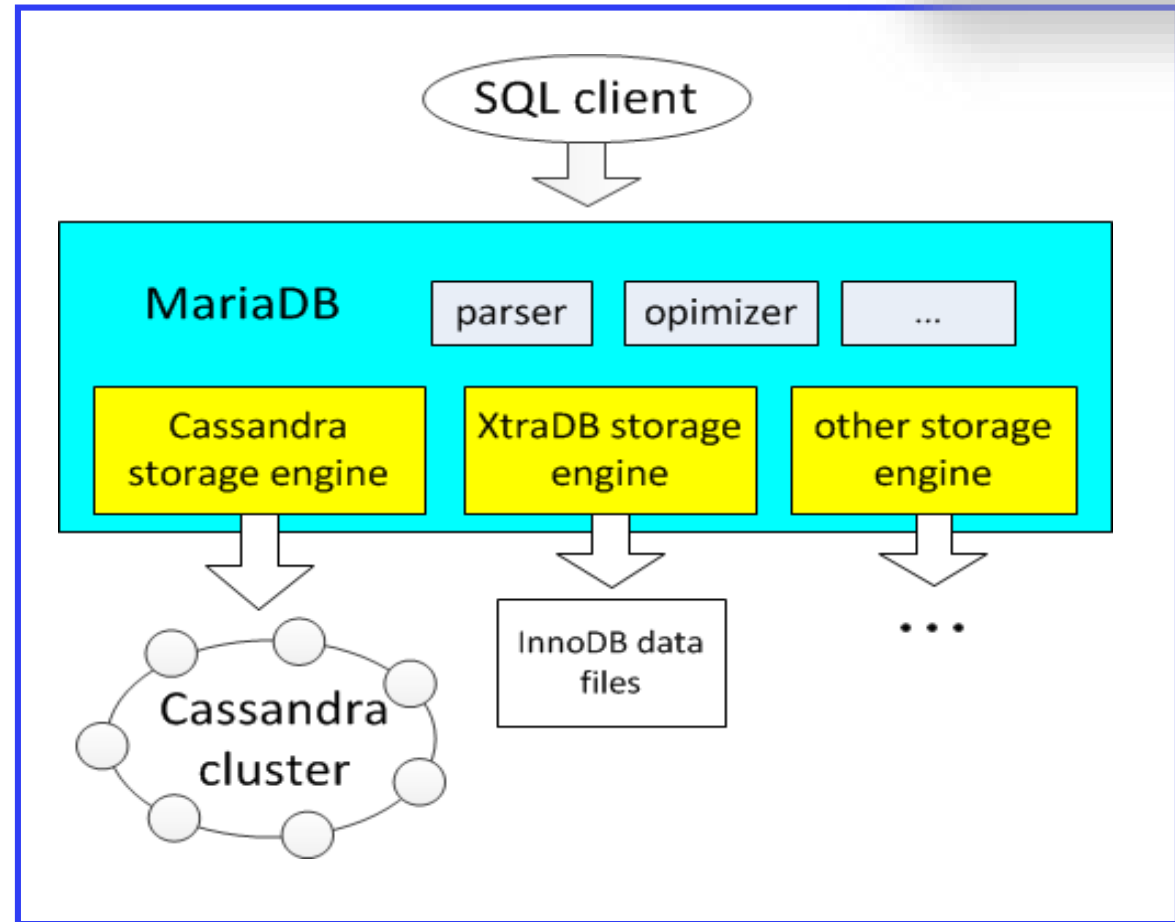 SQL client
MariaDB
parser
opimizer
...
Cassandra
storage engine
XtraDB storage
engine
other storage
engine
InnoDB data
files
...
Cassandra
cluster